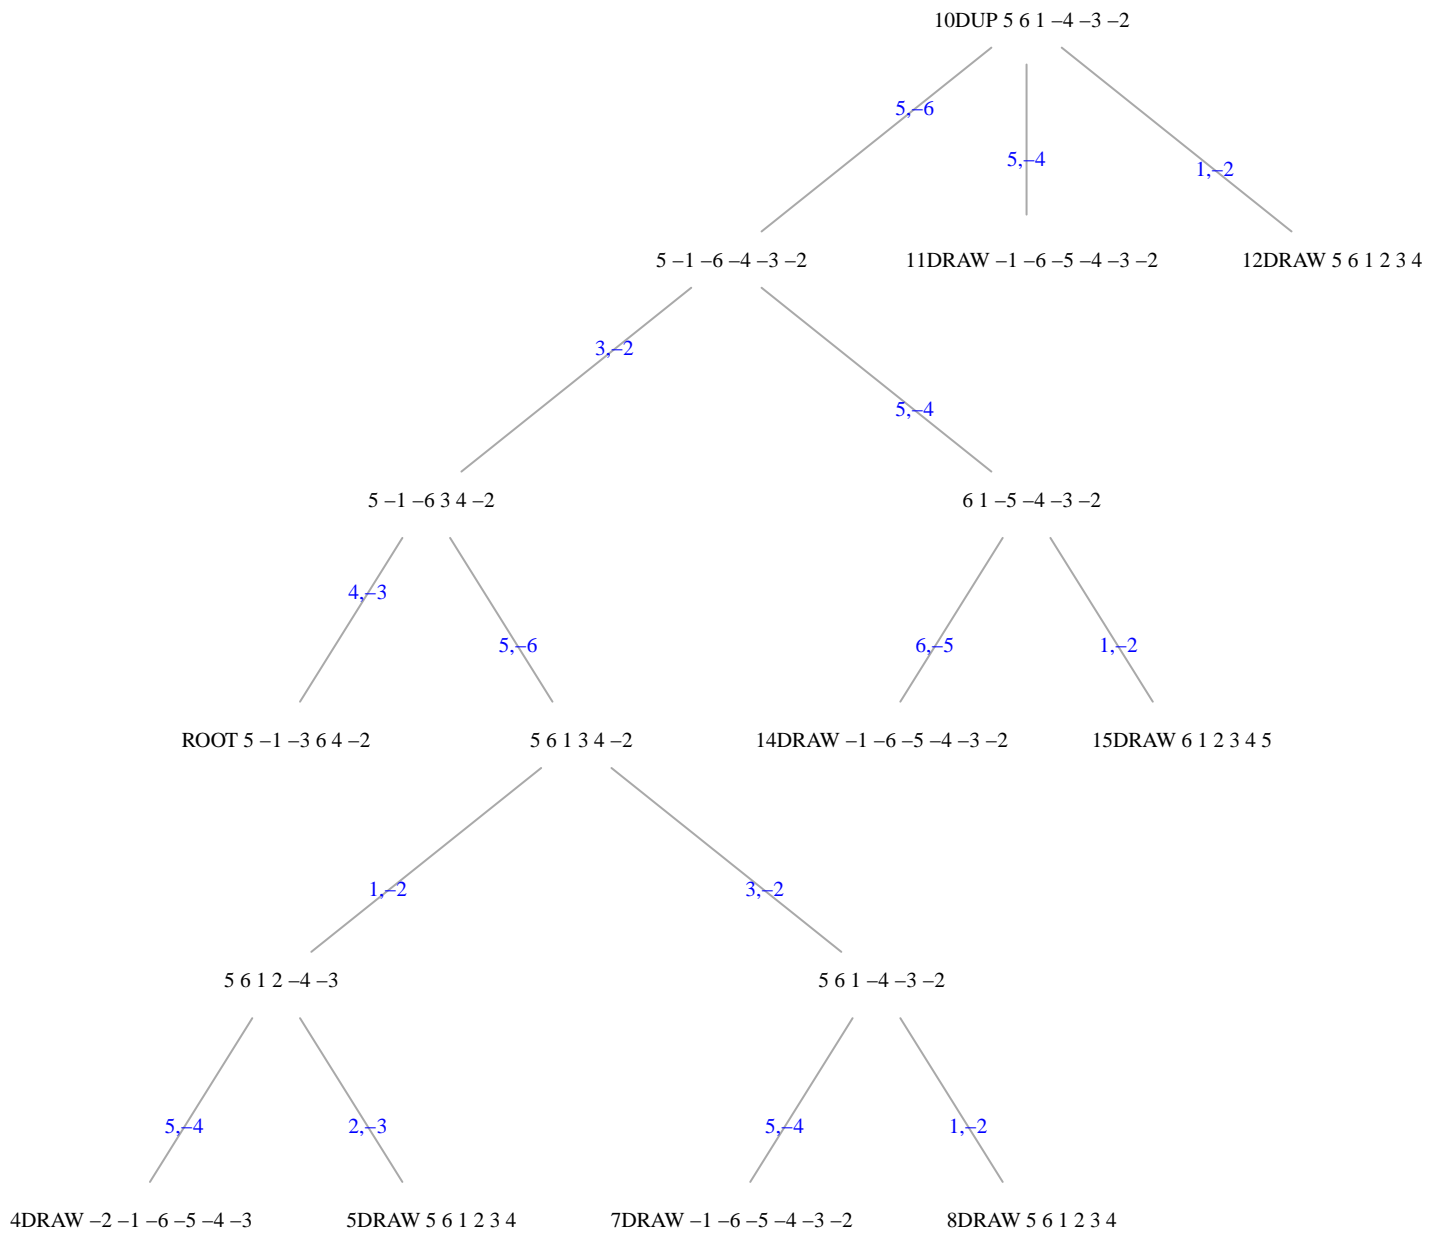 10DUP 5 6 1 –4 –3 –2
5,–6
5,–4
1,–2
5 –1 –6 –4 –3 –2
11DRAW –1 –6 –5 –4 –3 –2
12DRAW 5 6 1 2 3 4
3,–2
5,–4
5 –1 –6 3 4 –2
6 1 –5 –4 –3 –2
4,–3
5,–6
6,–5
1,–2
ROOT 5 –1 –3 6 4 –2
5 6 1 3 4 –2
14DRAW –1 –6 –5 –4 –3 –2
15DRAW 6 1 2 3 4 5
1,–2
3,–2
5 6 1 2 –4 –3
5 6 1 –4 –3 –2
5,–4
2,–3
5,–4
1,–2
4DRAW –2 –1 –6 –5 –4 –3
5DRAW 5 6 1 2 3 4
7DRAW –1 –6 –5 –4 –3 –2
8DRAW 5 6 1 2 3 4